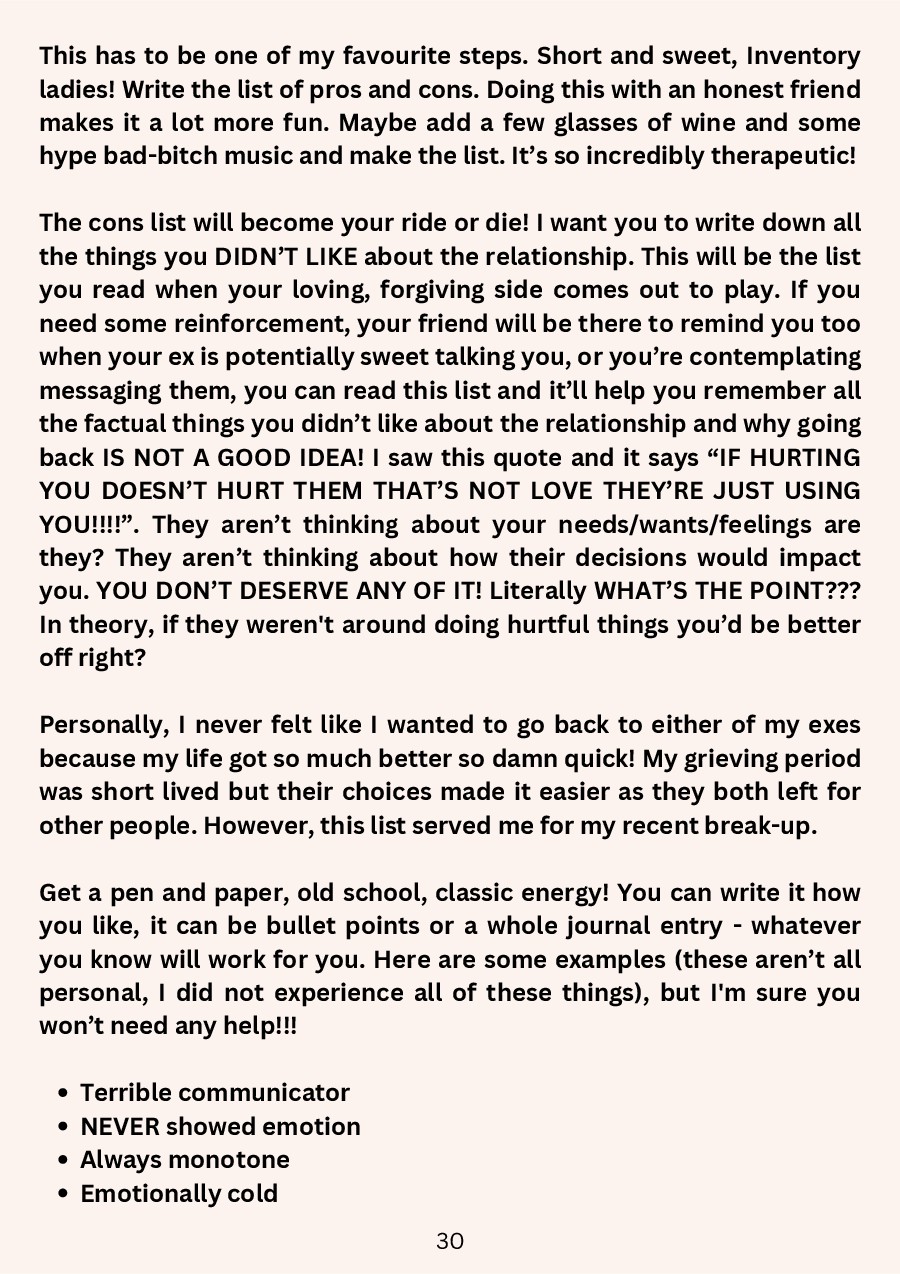 This has to be one of my favourite steps. Short and sweet, Inventory
ladies! Write the list of pros and cons. Doing this with an honest friend
makes it a lot more fun. Maybe add a few glasses of wine and some
hype bad-bitch music and make the list. It’s so incredibly therapeutic!
The cons list will become your ride or die! I want you to write down all
the things you DIDN’T LIKE about the relationship. This will be the list
you read when your loving, forgiving side comes out to play. If you
need some reinforcement, your friend will be there to remind you too
when your ex is potentially sweet talking you, or you’re contemplating
messaging them, you can read this list and it’ll help you remember all
the factual things you didn’t like about the relationship and why going
back IS NOT A GOOD IDEA! I saw this quote and it says “IF HURTING
YOU DOESN’T HURT THEM THAT’S NOT LOVE THEY’RE JUST USING
YOU!!!!”. They aren’t thinking about your needs/wants/feelings are
they? They aren’t thinking about how their decisions would impact
you. YOU DON’T DESERVE ANY OF IT! Literally WHAT’S THE POINT???
In theory, if they weren't around doing hurtful things you’d be better
off right?
Personally, I never felt like I wanted to go back to either of my exes
because my life got so much better so damn quick! My grieving period
was short lived but their choices made it easier as they both left for
other people. However, this list served me for my recent break-up.
Get a pen and paper, old school, classic energy! You can write it how
you like, it can be bullet points or a whole journal entry - whatever
you know will work for you. Here are some examples (these aren’t all
personal, I did not experience all of these things), but I'm sure you
won’t need any help!!!
• Terrible communicator
• NEVER showed emotion
• Always monotone
• Emotionally cold
30